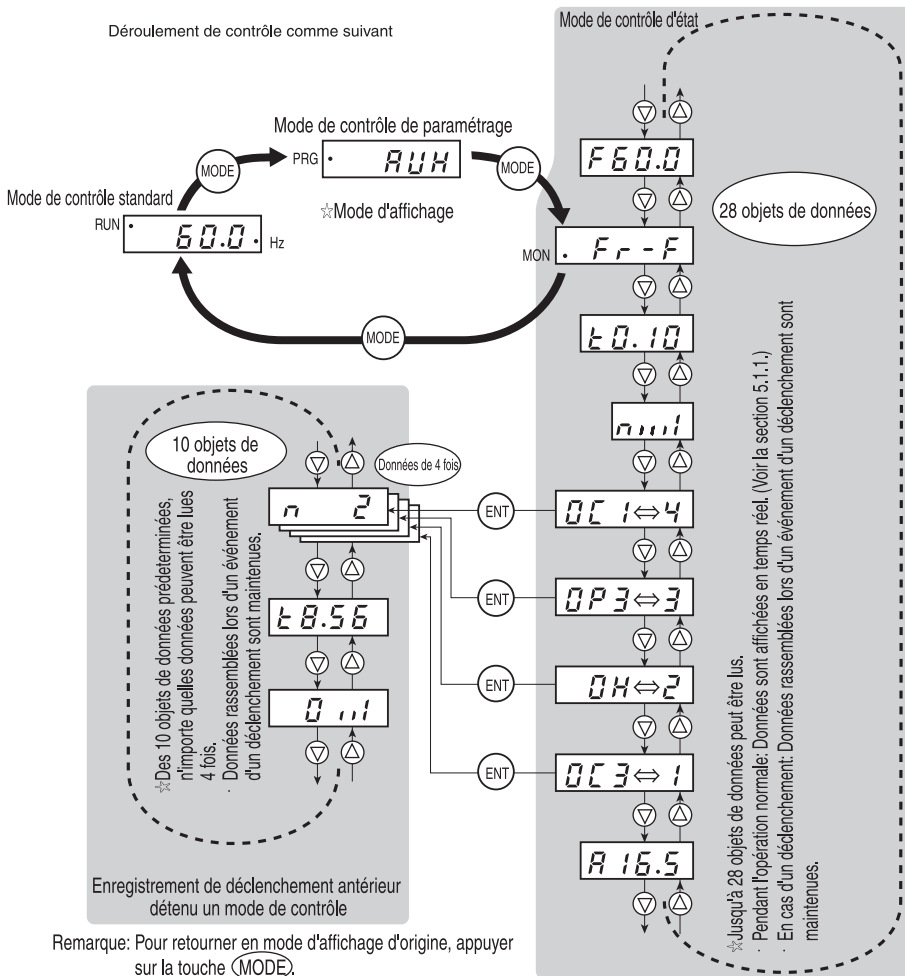 Déroulement de contrôle comme suivant
Mode de contrôle d'état
Mode de contrôle de paramétrage
PRG
AUH
MODE
MODE
Mode de contrôle standard
RUN
60.0
Hz
☆Mode d'affichage
MODE
F60.0
MON
Fr-F
t0.10
28 objets de données
10 objets de
données
Données de 4 fois
n 2
t8.56
ENT
OC1⇔4
ENT
OP3⇔3
ENT
OH⇔2
ENT
OC3⇔1
A16.5
☆Des 10 objets de données prédeterminées,
n'importe quelles données peuvent être lues
4 fois.
· Données rassemblées lors d'un événement
d'un déclenchement sont maintenues.
Enregistrement de déclenchement antérieur
détenu un mode de contrôle
☆Jusqu'à 28 objets de données peut être lus.
· Pendant l'opération normale: Données sont affichées en temps réel. (Voir la section 5.1.1.)
· En cas d'un déclenchement: Données rassemblées lors d'un événement d'un déclenchement sont
maintenues.
Remarque: Pour retourner en mode d'affichage d'origine, appuyer
sur la touche MODE.